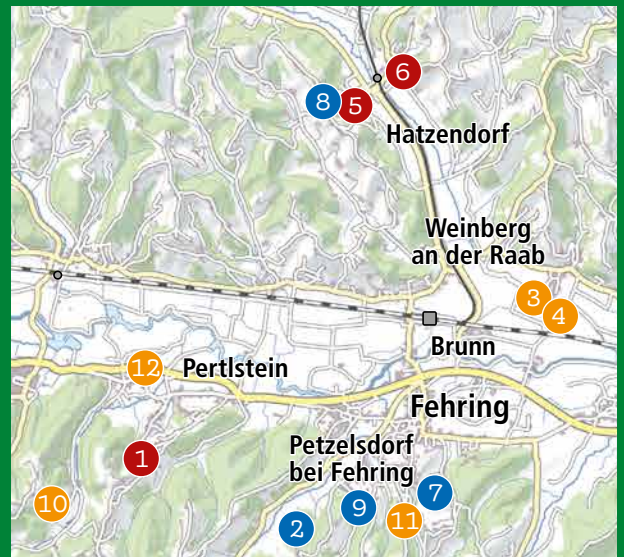 6
8
5
Hatzendorf
Weinberg
an der Raab
3
4
Brunn
12
Pertlstein
Fehring
Petzelsdorf
bei Fehring
1
10
7
9
11
2